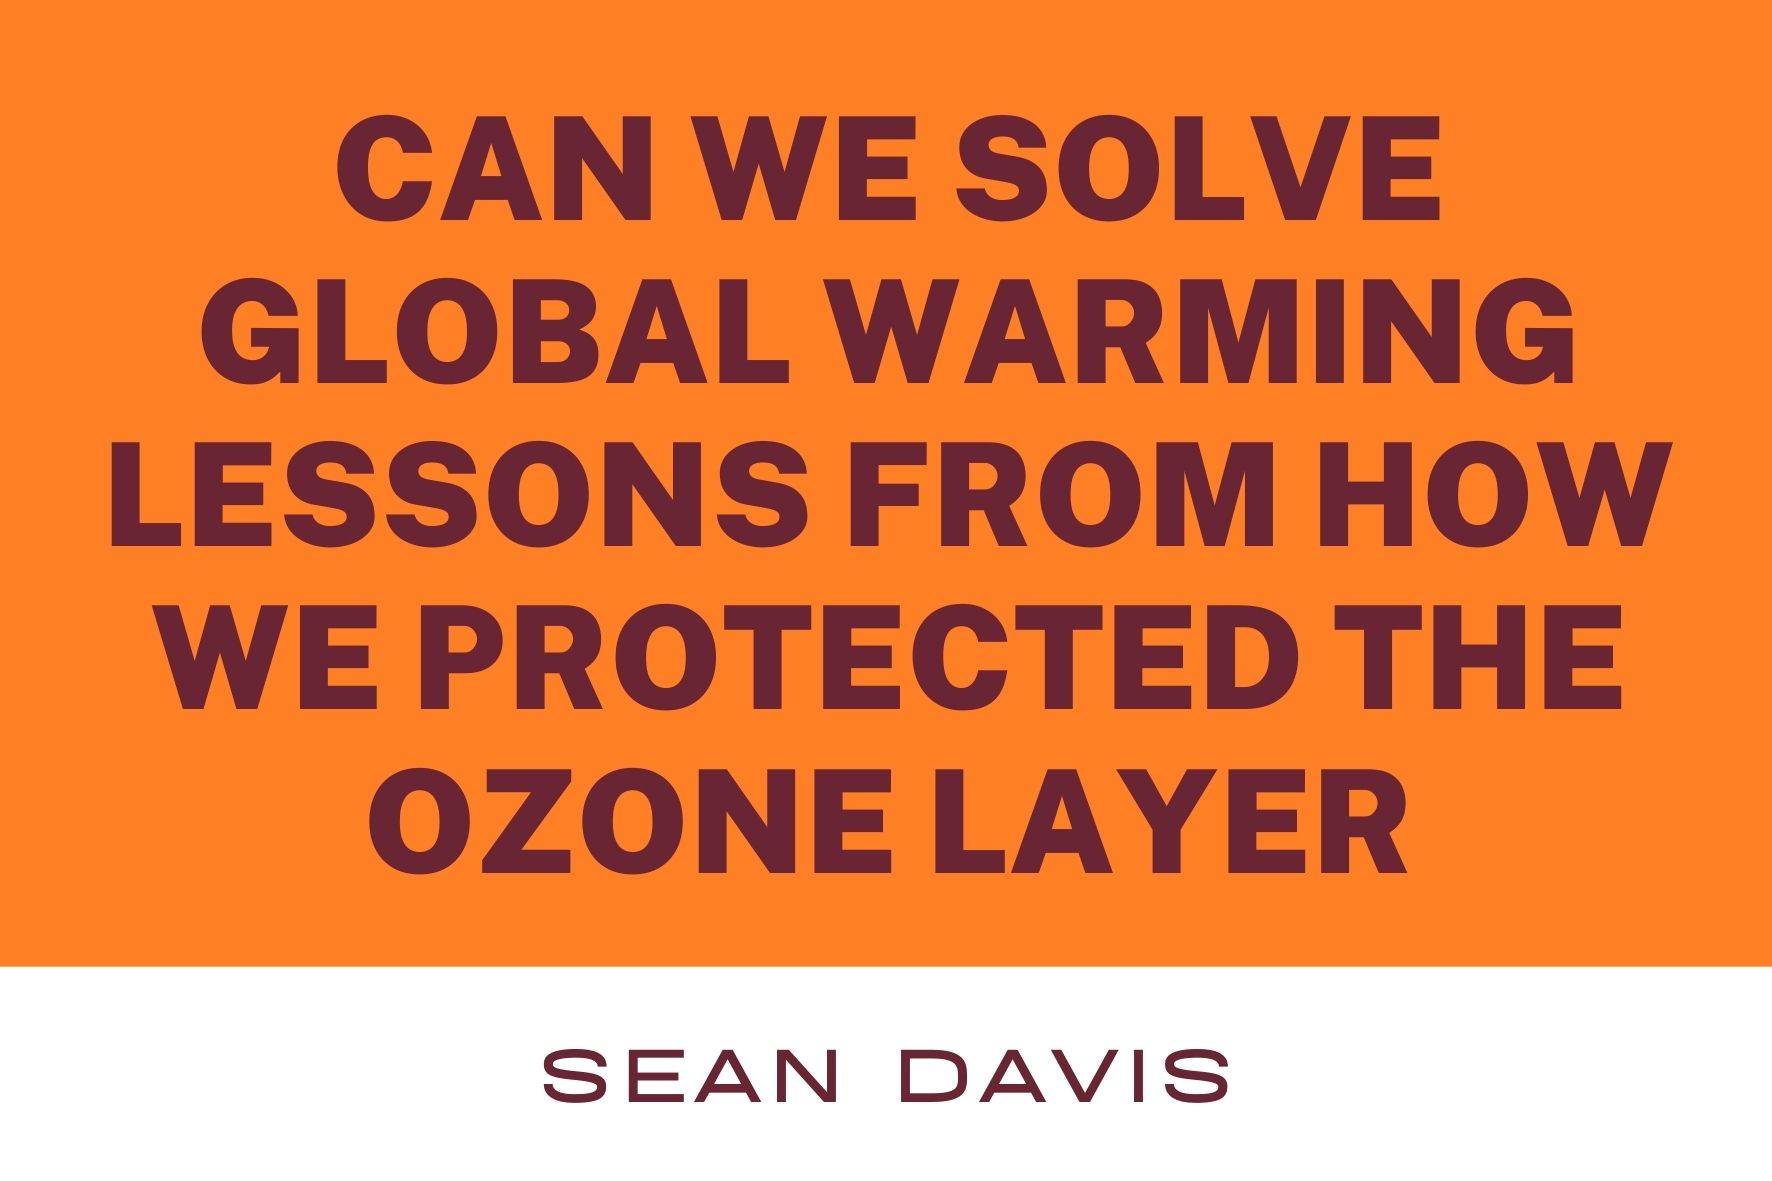 CAN WE SOLVE
GLOBAL WARMING
LESSONS FROM HOW
WE PROTECTED THE
OZONE LAYER
SEAN DAVIS